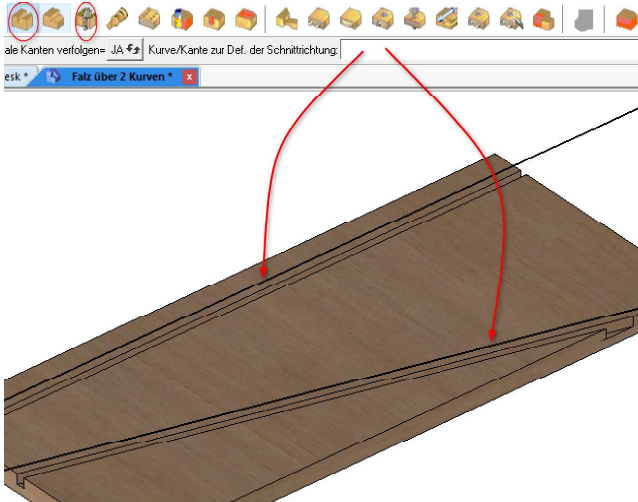 ale Kanten verfolgen= JA Kurve/Kante zur Def. der Schnittrichtung:
esk * Falz über 2 Kurven * x